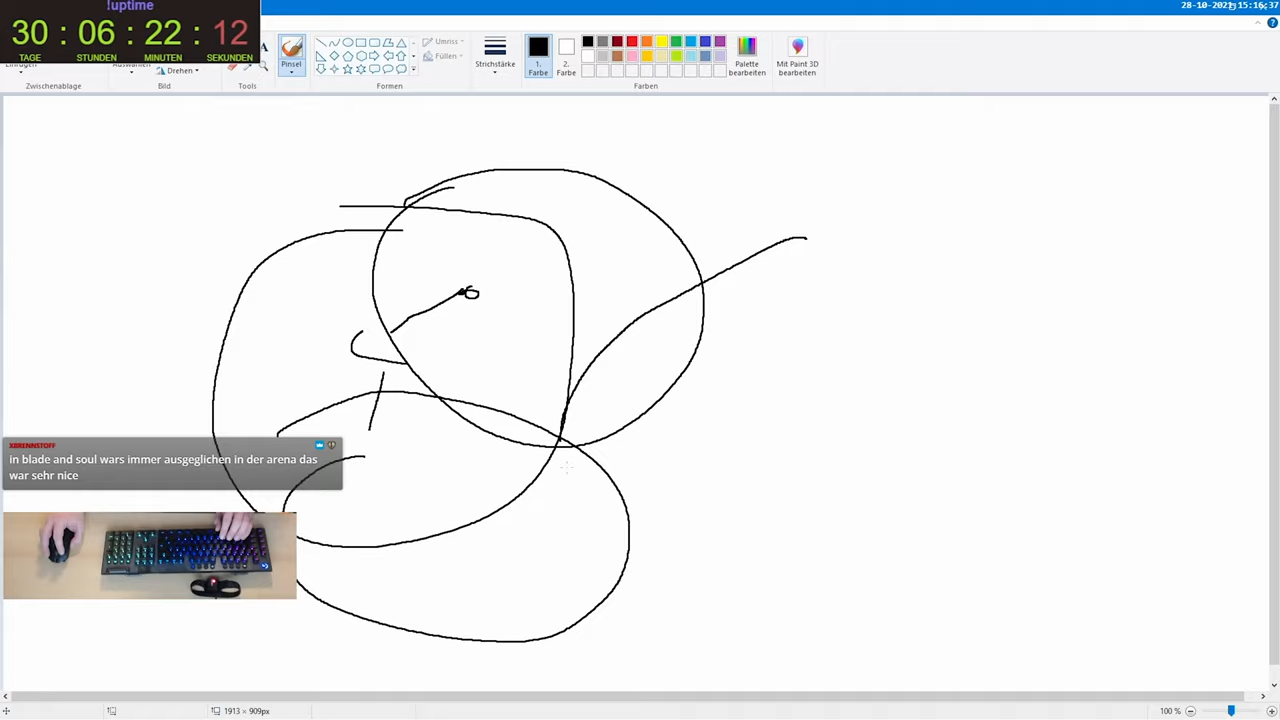 !uptime
30 : 06 : 22 : 12
TAGE STUNDEN MINUTEN SEKUNDEN
28-10-2021, 15:16:37
A
Drehen
Pinsel
Umriss
Füllen
Strichstärke
1.
Farbe
2.
Farbe
Palette
bearbeiten
Mit Paint 3D
bearbeiten
Zwischenablage
Bild
Tools
Formen
Farben
XBRENNSTOFF
in blade and soul wars immer ausgeglichen in der arena das
war sehr nice
1913 × 909px
100 %